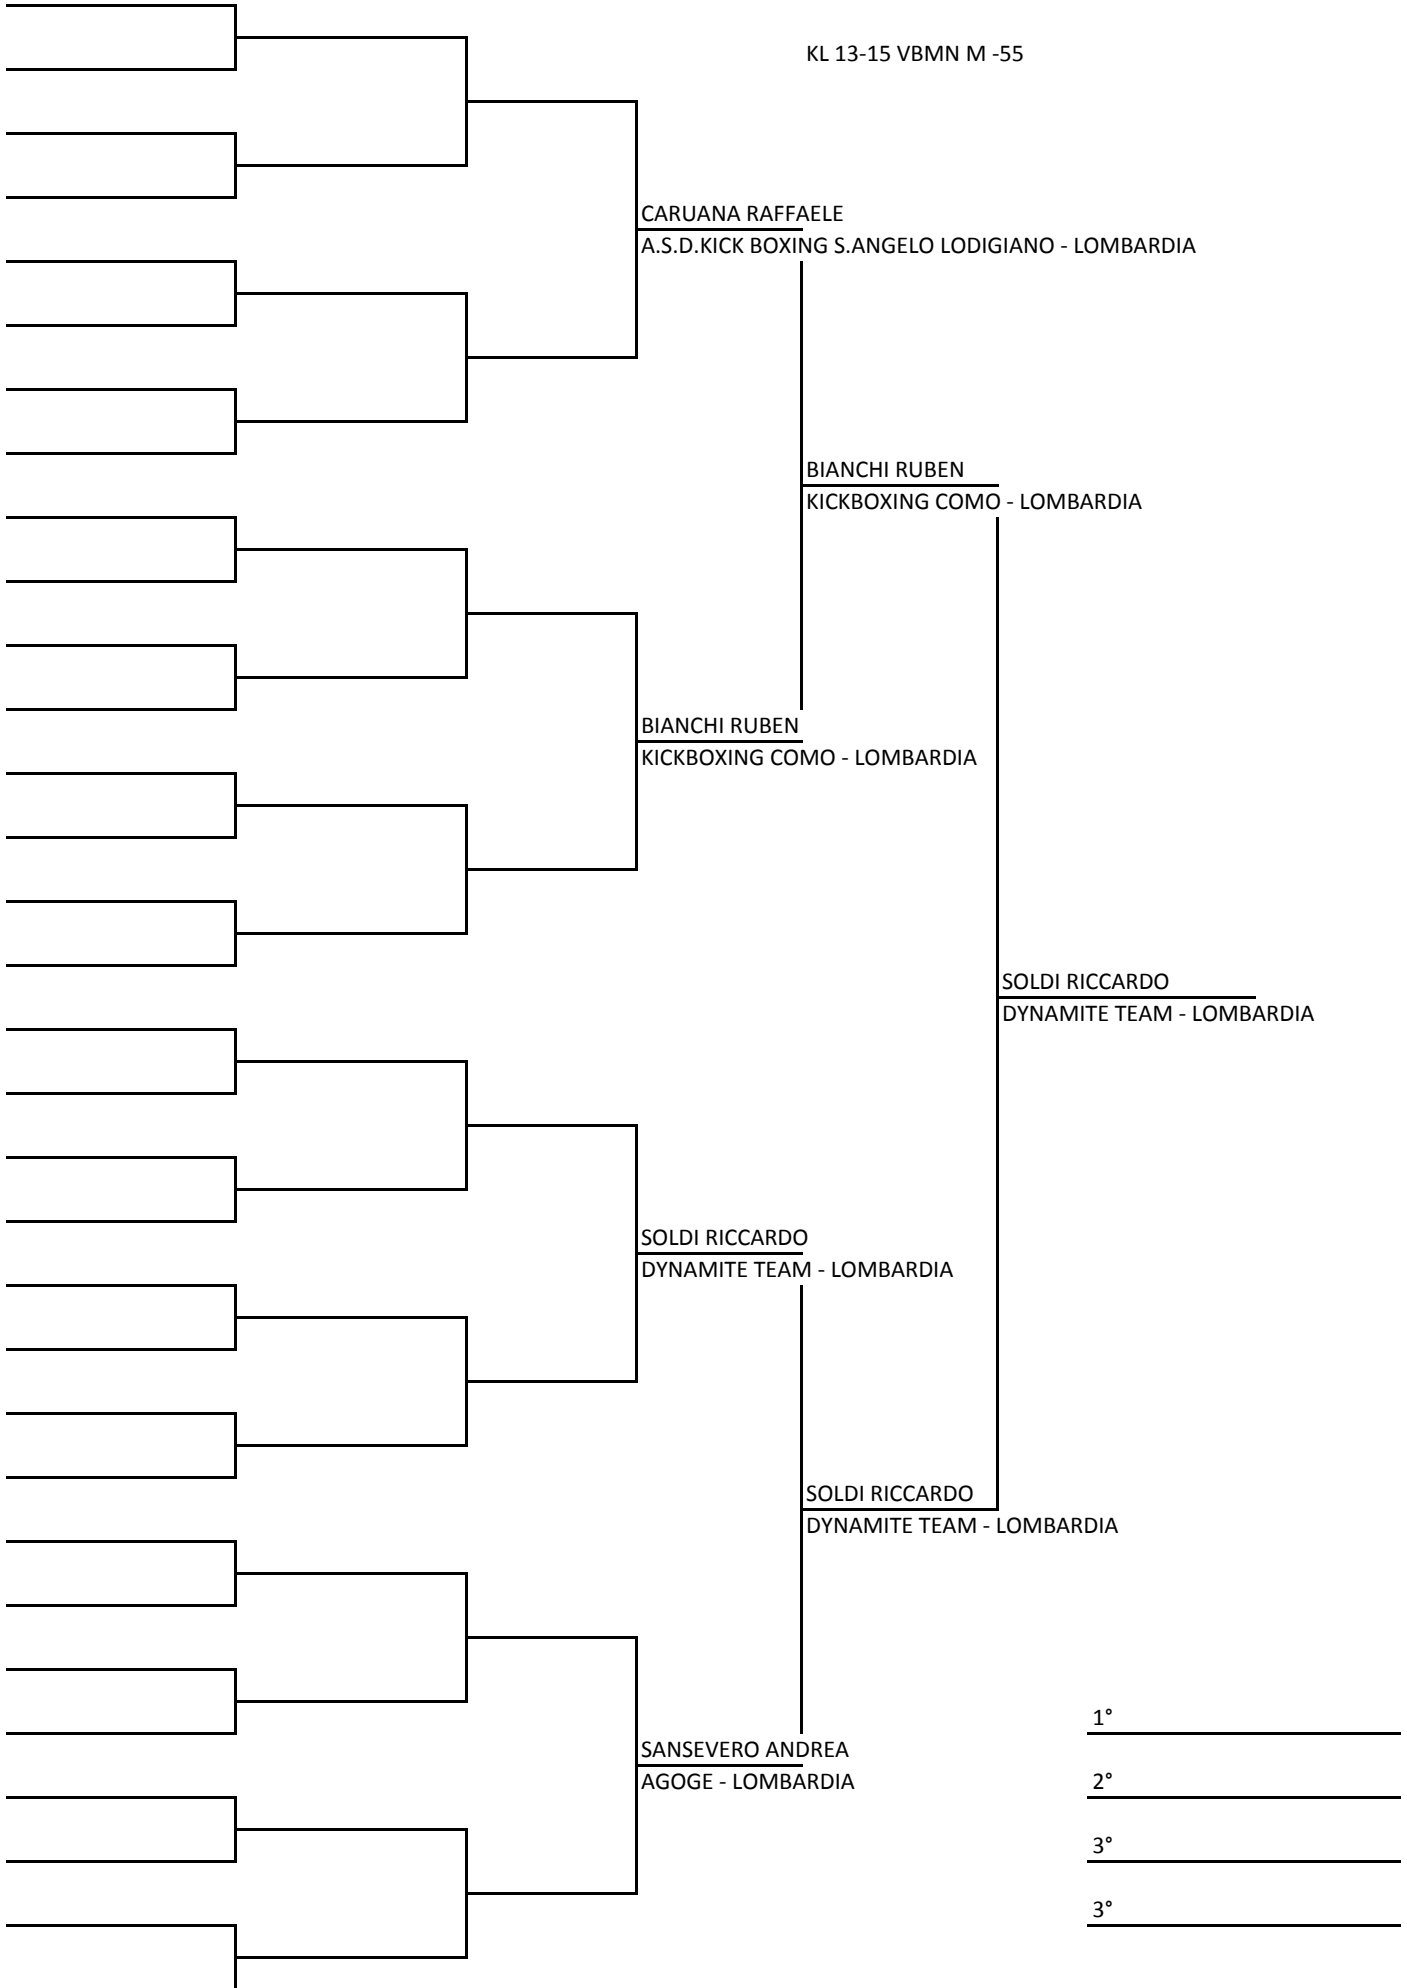 KL 13-15 VBMN M -55
CARUANA RAFFAELE
A.S.D.KICK BOXING S.ANGELO LODIGIANO - LOMBARDIA
BIANCHI RUBEN
KICKBOXING COMO - LOMBARDIA
BIANCHI RUBEN
KICKBOXING COMO - LOMBARDIA
SOLDI RICCARDO
DYNAMITE TEAM - LOMBARDIA
SOLDI RICCARDO
DYNAMITE TEAM - LOMBARDIA
SOLDI RICCARDO
DYNAMITE TEAM - LOMBARDIA
1°
SANSEVERO ANDREA
AGOGE - LOMBARDIA
2°
3°
3°